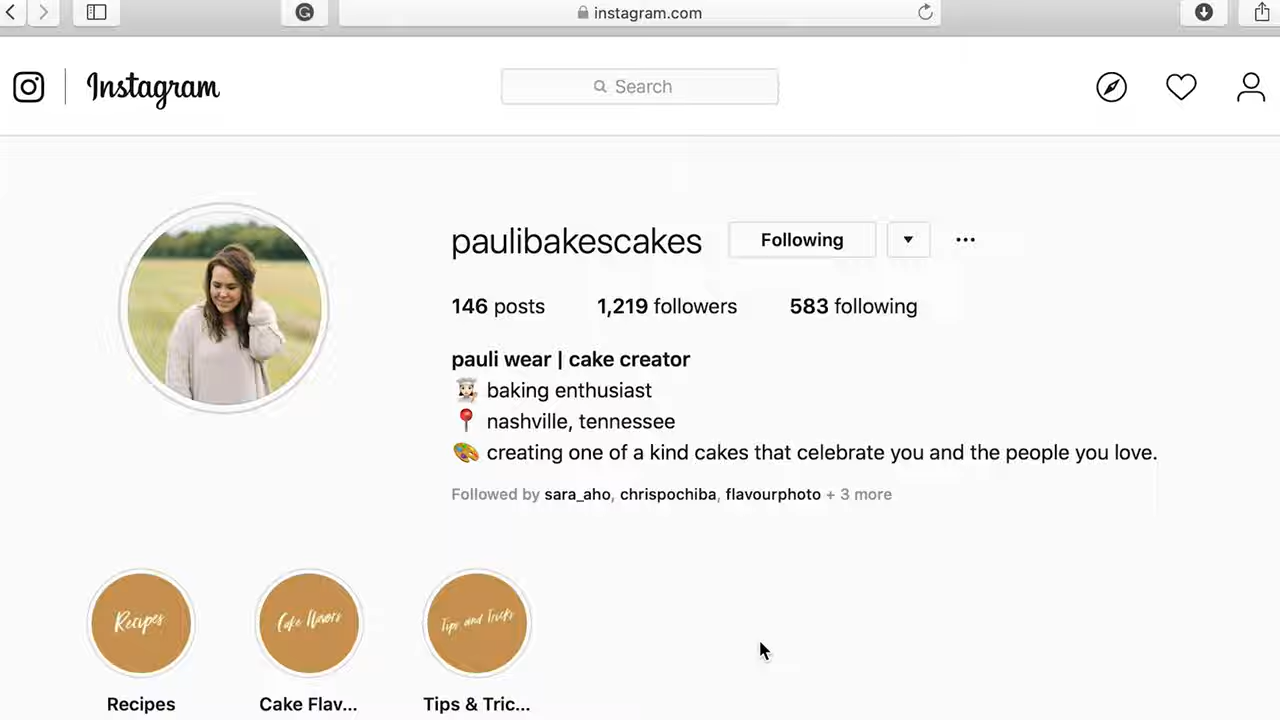 instagram.com
Instagram
Search
paulibakescakes Following
146 posts 1,219 followers 583 following
pauli wear | cake creator
baking enthusiast
nashville, tennessee
creating one of a kind cakes that celebrate you and the people you love.
Followed by sara_aho, chrispochiba, flavourphoto + 3 more
Recipes Cake Flavors Tips and Tricks
Recipes Cake Flav... Tips & Tric...